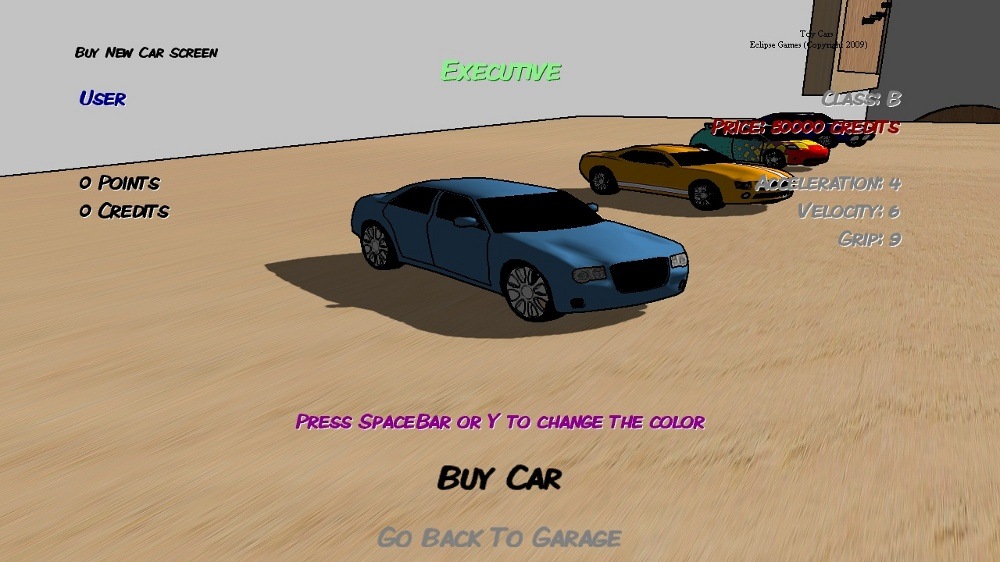 Toy Cars
Eclipse Games (Copyright 2009)
Buy New Car screen
Executive
User
Class: B
Price: 80000 credits
0 Points
Acceleration: 4
0 Credits
Velocity: 6
Grip: 9
Press SpaceBar or Y to change the color
Buy Car
Go Back To Garage